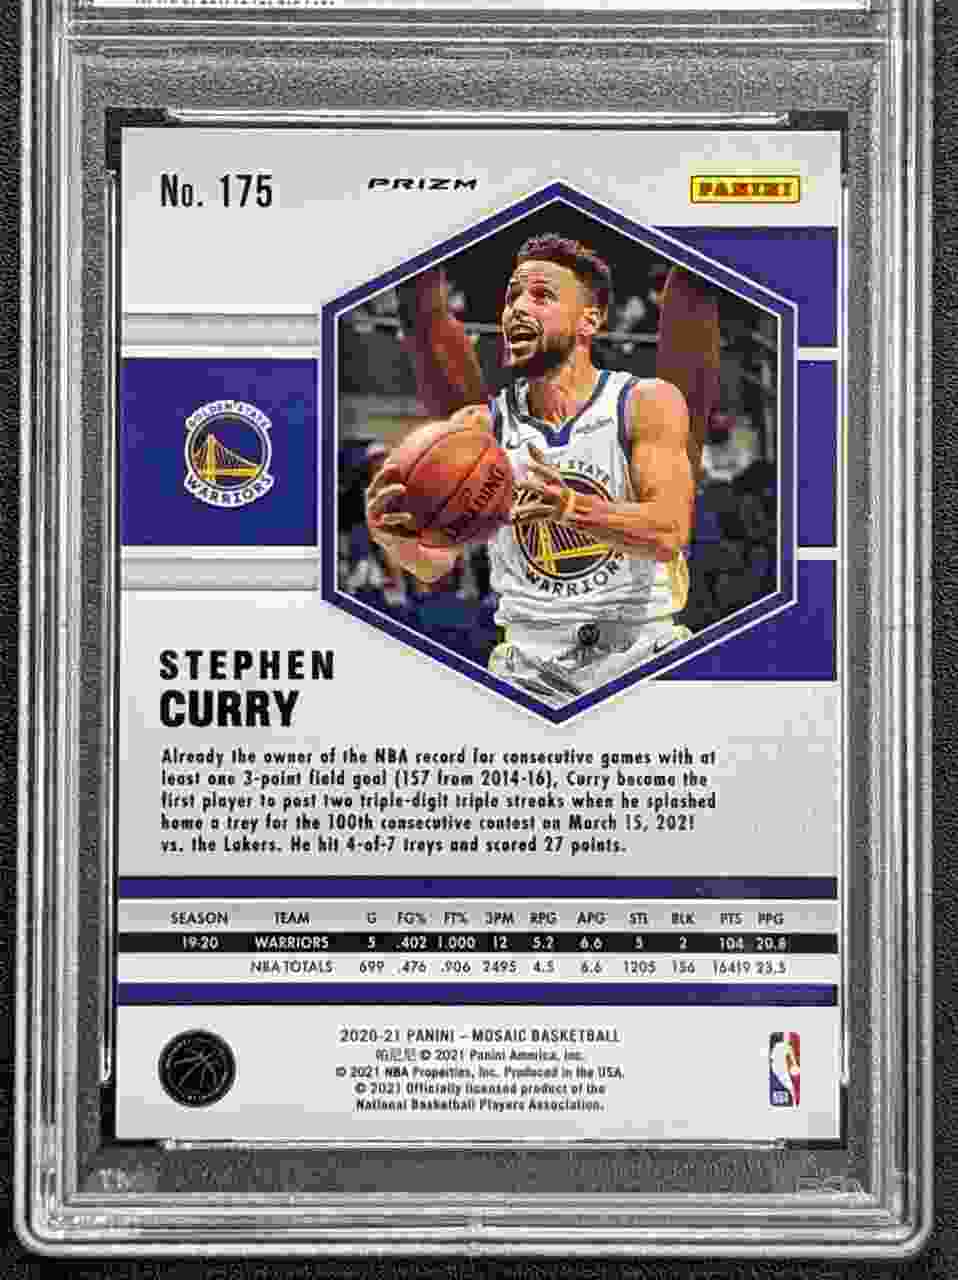 No. 175
PRIZM
PANINI
GOLDEN STATE
WARRIORS
SPALDING
STATE
WARRIORS
STEPHEN
CURRY
Already the owner of the NBA record for consecutive games with at
least one 3-point field goal (157 from 2014-16), Curry became the
first player to post two triple-digit triple streaks when he splashed
home a trey for the 100th consecutive contest on March 15, 2021
vs. the Lakers. He hit 4-of-7 treys and scored 27 points.
SEASON TEAM G FG% FT% 3PM RPG APG STL BLK PTS PPG
19-20 WARRIORS 5 .402 1.000 12 5.2 6.6 5 2 104 20.8
NBA TOTALS 699 .476 .906 2495 4.5 6.6 1205 156 16419 23.5
2020-21 PANINI – MOSAIC BASKETBALL
帕尼尼 © 2021 Panini America, Inc.
© 2021 NBA Properties, Inc. Produced in the USA.
© 2021 Officially licensed product of the
National Basketball Players Association.
NBA